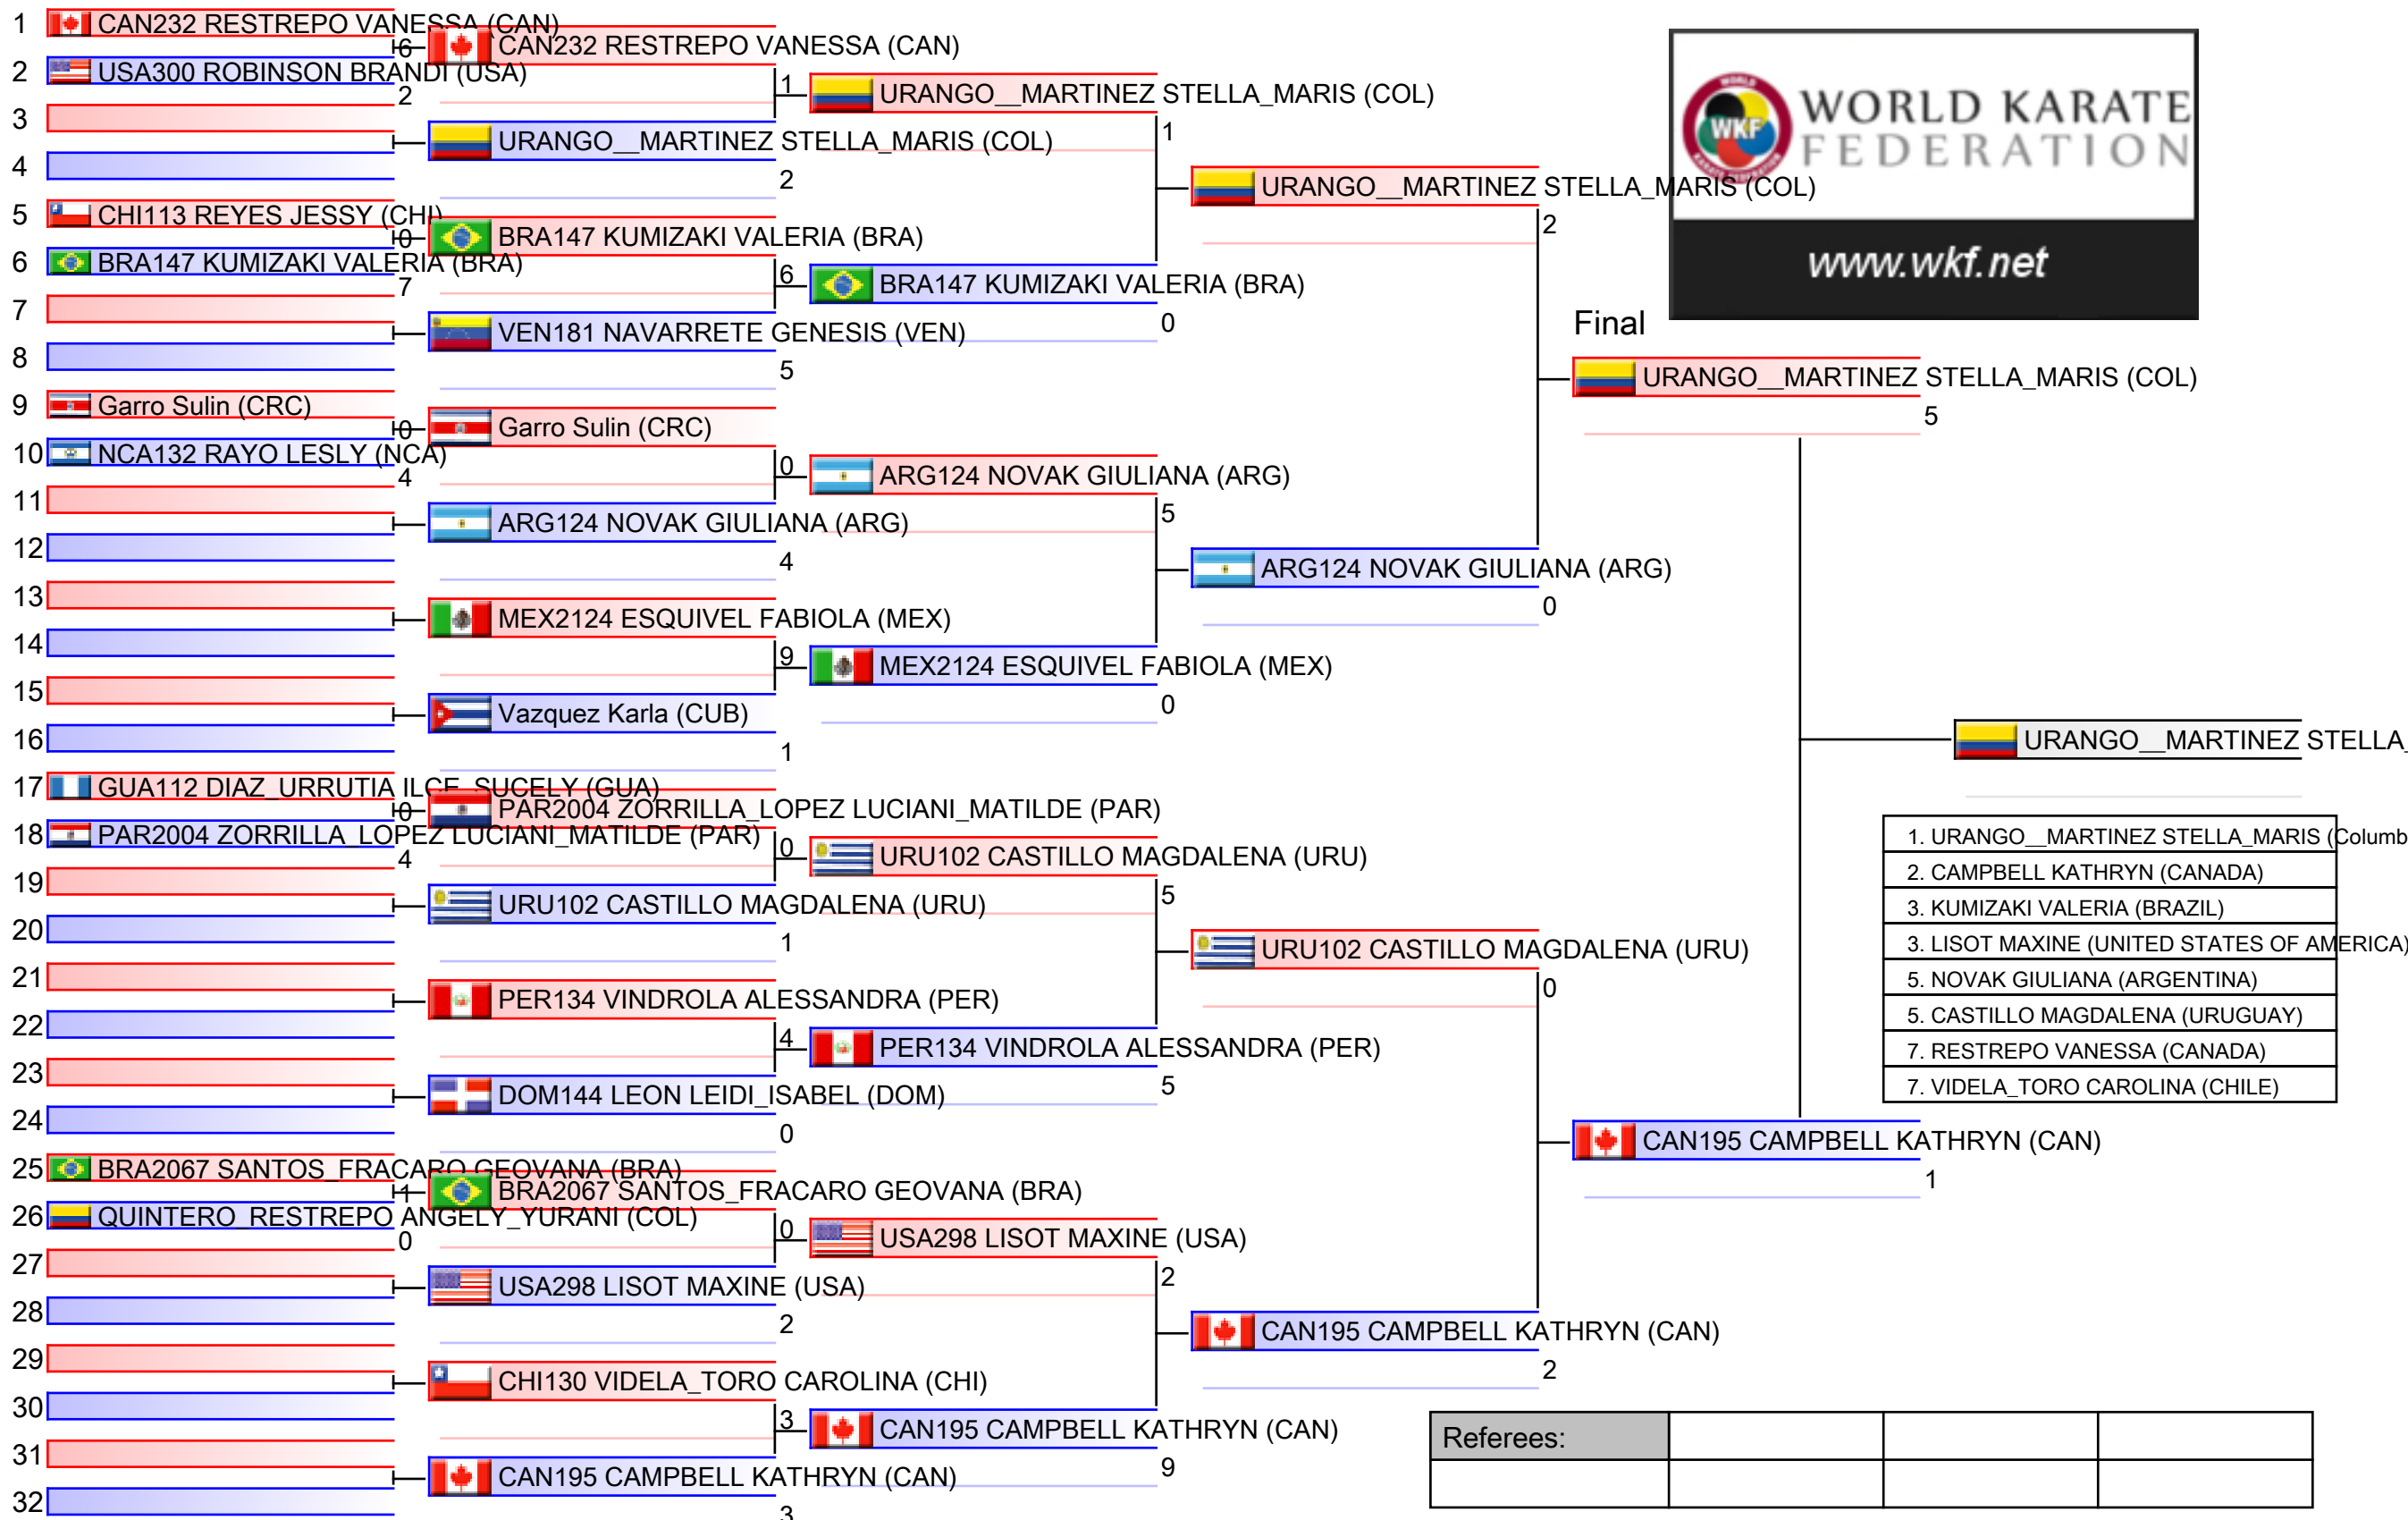 1 CAN232 RESTREPO VANESSA (CAN)
6
2 USA300 ROBINSON BRANDI (USA)
2
3
4
5 CHI113 REYES JESSY (CHI)
0
6 BRA147 KUMIZAKI VALERIA (BRA)
7
7
8
9 Garro Sulin (CRC)
0
10 NCA132 RAYO LESLY (NCA)
4
11
12
13
14
15
16
17 GUA112 DIAZ_URRUTIA ILCE_SUCELY (GUA)
0
18 PAR2004 ZORRILLA_LOPEZ LUCIANI_MATILDE (PAR)
4
19
20
21
22
23
24
25 BRA2067 SANTOS_FRACARO GEOVANA (BRA)
1
26 QUINTERO_RESTREPO ANGELY_YURANI (COL)
0
27
28
29
30
31
32
CAN232 RESTREPO VANESSA (CAN)
1
URANGO__MARTINEZ STELLA_MARIS (COL)
2
BRA147 KUMIZAKI VALERIA (BRA)
6
VEN181 NAVARRETE GENESIS (VEN)
5
Garro Sulin (CRC)
0
ARG124 NOVAK GIULIANA (ARG)
4
MEX2124 ESQUIVEL FABIOLA (MEX)
9
Vazquez Karla (CUB)
1
PAR2004 ZORRILLA_LOPEZ LUCIANI_MATILDE (PAR)
0
URU102 CASTILLO MAGDALENA (URU)
1
PER134 VINDROLA ALESSANDRA (PER)
4
DOM144 LEON LEIDI_ISABEL (DOM)
0
BRA2067 SANTOS_FRACARO GEOVANA (BRA)
0
USA298 LISOT MAXINE (USA)
2
CHI130 VIDELA_TORO CAROLINA (CHI)
3
CAN195 CAMPBELL KATHRYN (CAN)
3
URANGO__MARTINEZ STELLA_MARIS (COL)
1
BRA147 KUMIZAKI VALERIA (BRA)
0
ARG124 NOVAK GIULIANA (ARG)
5
MEX2124 ESQUIVEL FABIOLA (MEX)
0
URU102 CASTILLO MAGDALENA (URU)
5
PER134 VINDROLA ALESSANDRA (PER)
5
USA298 LISOT MAXINE (USA)
2
CAN195 CAMPBELL KATHRYN (CAN)
9
URANGO__MARTINEZ STELLA_MARIS (COL)
2
ARG124 NOVAK GIULIANA (ARG)
0
URU102 CASTILLO MAGDALENA (URU)
0
CAN195 CAMPBELL KATHRYN (CAN)
2
WKF
WORLD KARATE
FEDERATION
www.wkf.net
Final
URANGO__MARTINEZ STELLA_MARIS (COL)
5
CAN195 CAMPBELL KATHRYN (CAN)
1
URANGO__MARTINEZ STELLA_
1. URANGO__MARTINEZ STELLA_MARIS (Columb
2. CAMPBELL KATHRYN (CANADA)
3. KUMIZAKI VALERIA (BRAZIL)
3. LISOT MAXINE (UNITED STATES OF AMERICA)
5. NOVAK GIULIANA (ARGENTINA)
5. CASTILLO MAGDALENA (URUGUAY)
7. RESTREPO VANESSA (CANADA)
7. VIDELA_TORO CAROLINA (CHILE)
Referees: